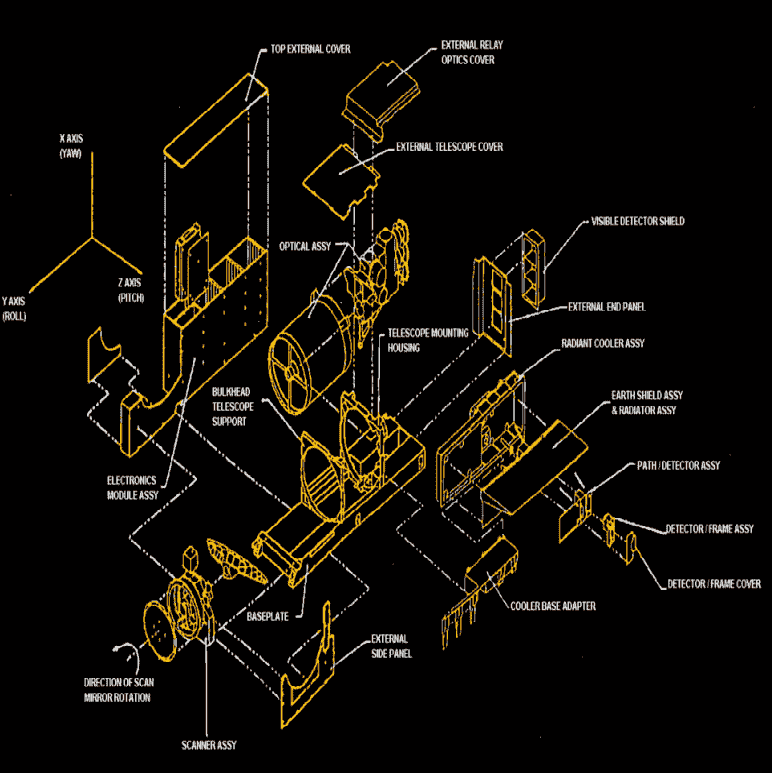 TOP EXTERNAL COVER
EXTERNAL RELAY
OPTICS COVER
X AXIS
(YAW)
EXTERNAL TELESCOPE COVER
VISIBLE DETECTOR SHIELD
OPTICAL ASSY
Z AXIS
(PITCH)
Y AXIS
(ROLL)
EXTERNAL END PANEL
TELESCOPE MOUNTING
HOUSING
RADIANT COOLER ASSY
BULKHEAD
TELESCOPE
SUPPORT
EARTH SHIELD ASSY
& RADIATOR ASSY
PATH / DETECTOR ASSY
ELECTRONICS
MODULE ASSY
DETECTOR / FRAME ASSY
DETECTOR / FRAME COVER
COOLER BASE ADAPTER
BASEPLATE
EXTERNAL
SIDE PANEL
DIRECTION OF SCAN
MIRROR ROTATION
SCANNER ASSY